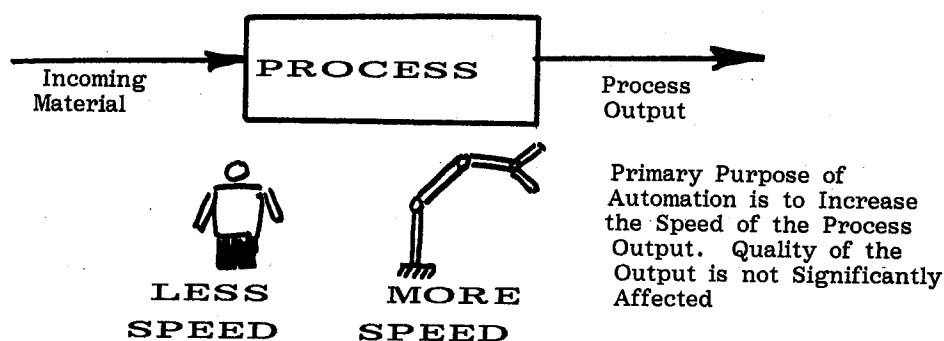 PROCESS
Incoming
Material
Process
Output
LESS
SPEED
MORE
SPEED
Primary Purpose of
Automation is to Increase
the Speed of the Process
Output. Quality of the
Output is not Significantly
Affected